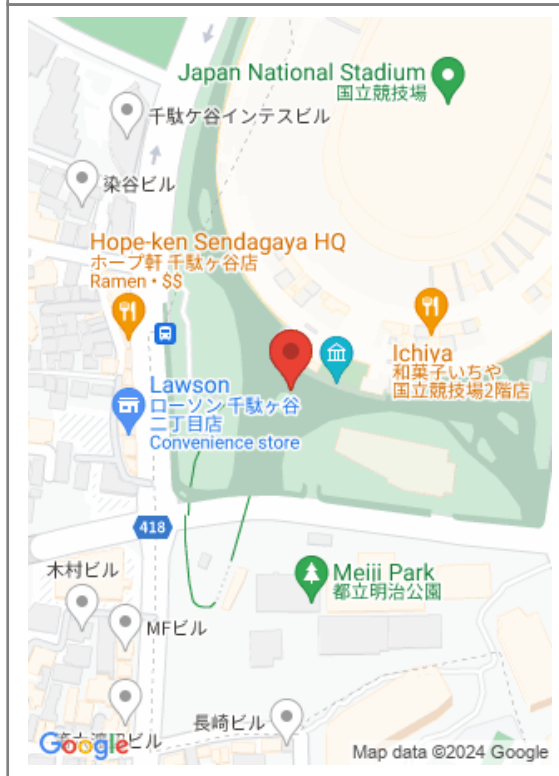 Japan National Stadium
国立競技場
千駄ケ谷インテスビル
染谷ビル
Hope-ken Sendagaya HQ
ホープ軒 千駄ヶ谷店
Ramen • $$
Ichiya
和菓子いちや
国立競技場2階店
Lawson
ローソン 千駄ヶ谷
二丁目店
Convenience store
418
Meiji Park
都立明治公園
木村ビル
MFビル
長崎ビル
ビル
Google
Map data ©2024 Google